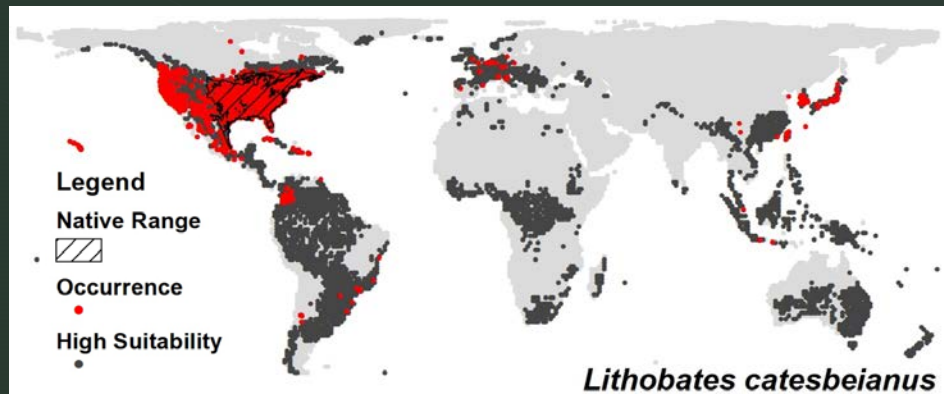 Legend
Native Range
Occurrence
High Suitability
Lithobates catesbeianus